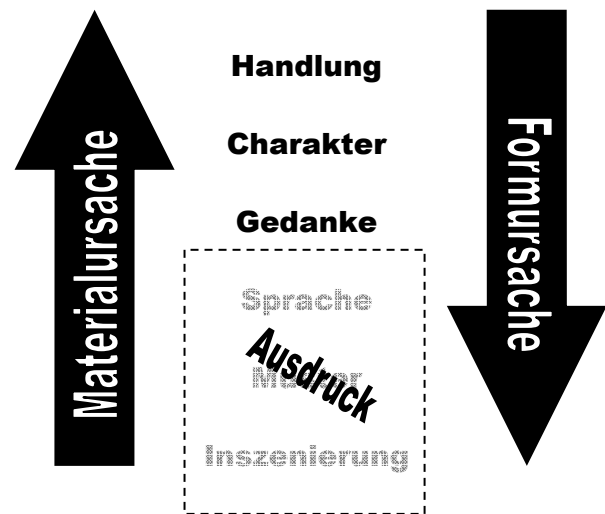 Handlung
Charakter
Gedanke
Sprache
Ausdruck
Inszenierung
Materialursache
Formursache